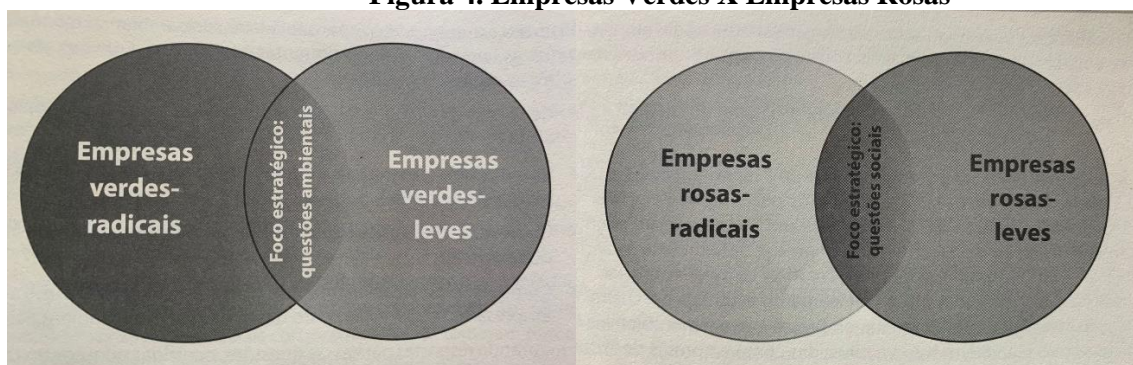 Figura 4. Empresas Verdes X Empresas Rosas
Empresas
verdes-
radicais
Foco estratégico:
questões ambientais
Empresas
verdes-
leves
Empresas
rosas-
radicais
Foco estratégico:
questões sociais
Empresas
rosas-
leves